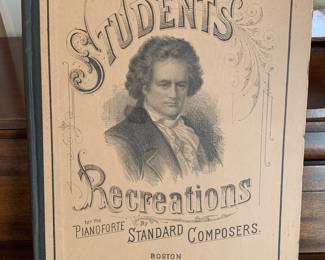 STUDENTS'
Recreations
for the PIANOFORTE By STANDARD COMPOSERS.
BOSTON